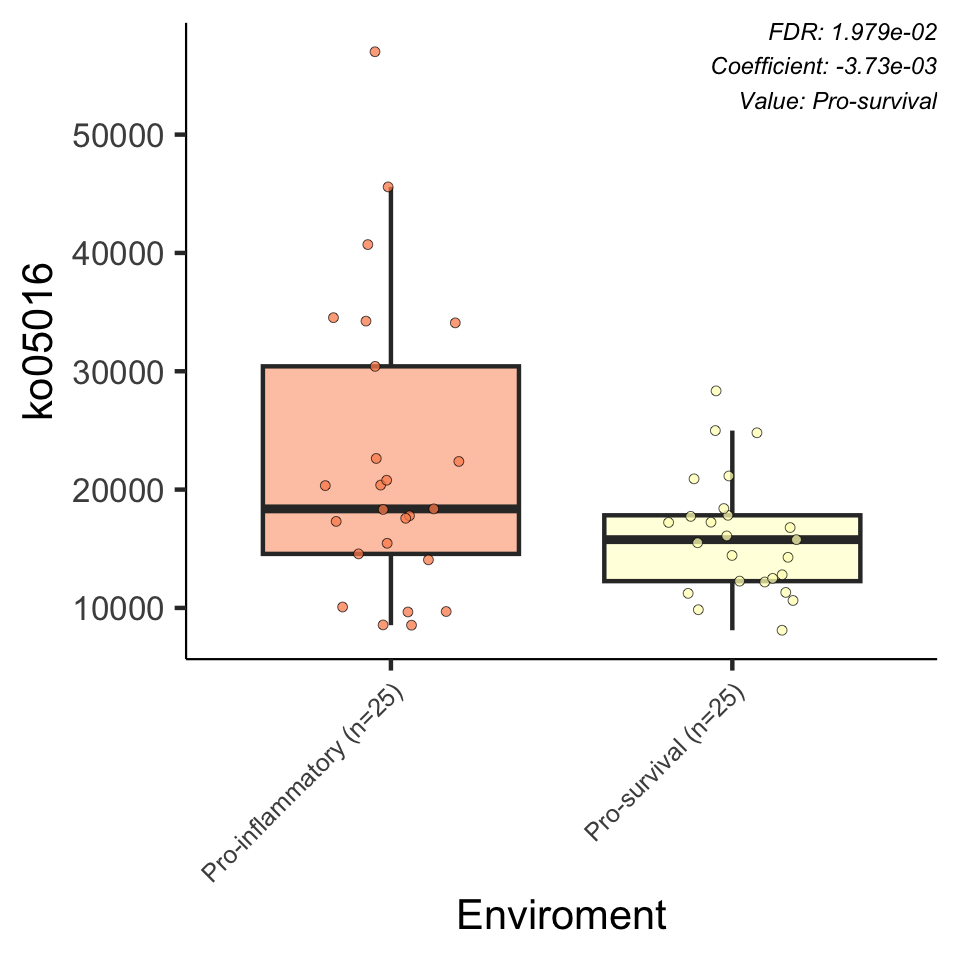 FDR: 1.979e-02
Coefficient: -3.73e-03
Value: Pro-survival
ko05016
50000
40000
30000
20000
10000
Pro-inflammatory (n=25)
Pro-survival (n=25)
Enviroment